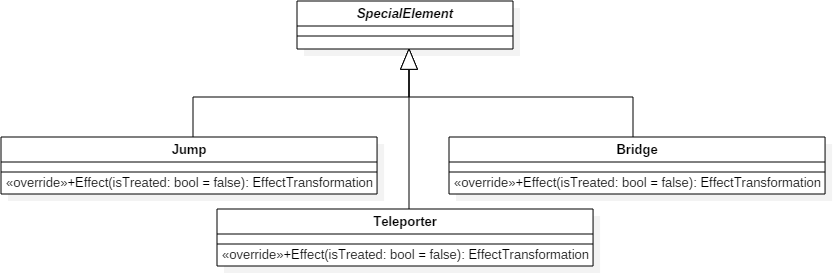 SpecialElement
Jump
«override»+Effect(isTreated: bool = false): EffectTransformation
Bridge
«override»+Effect(isTreated: bool = false): EffectTransformation
Teleporter
«override»+Effect(isTreated: bool = false): EffectTransformation